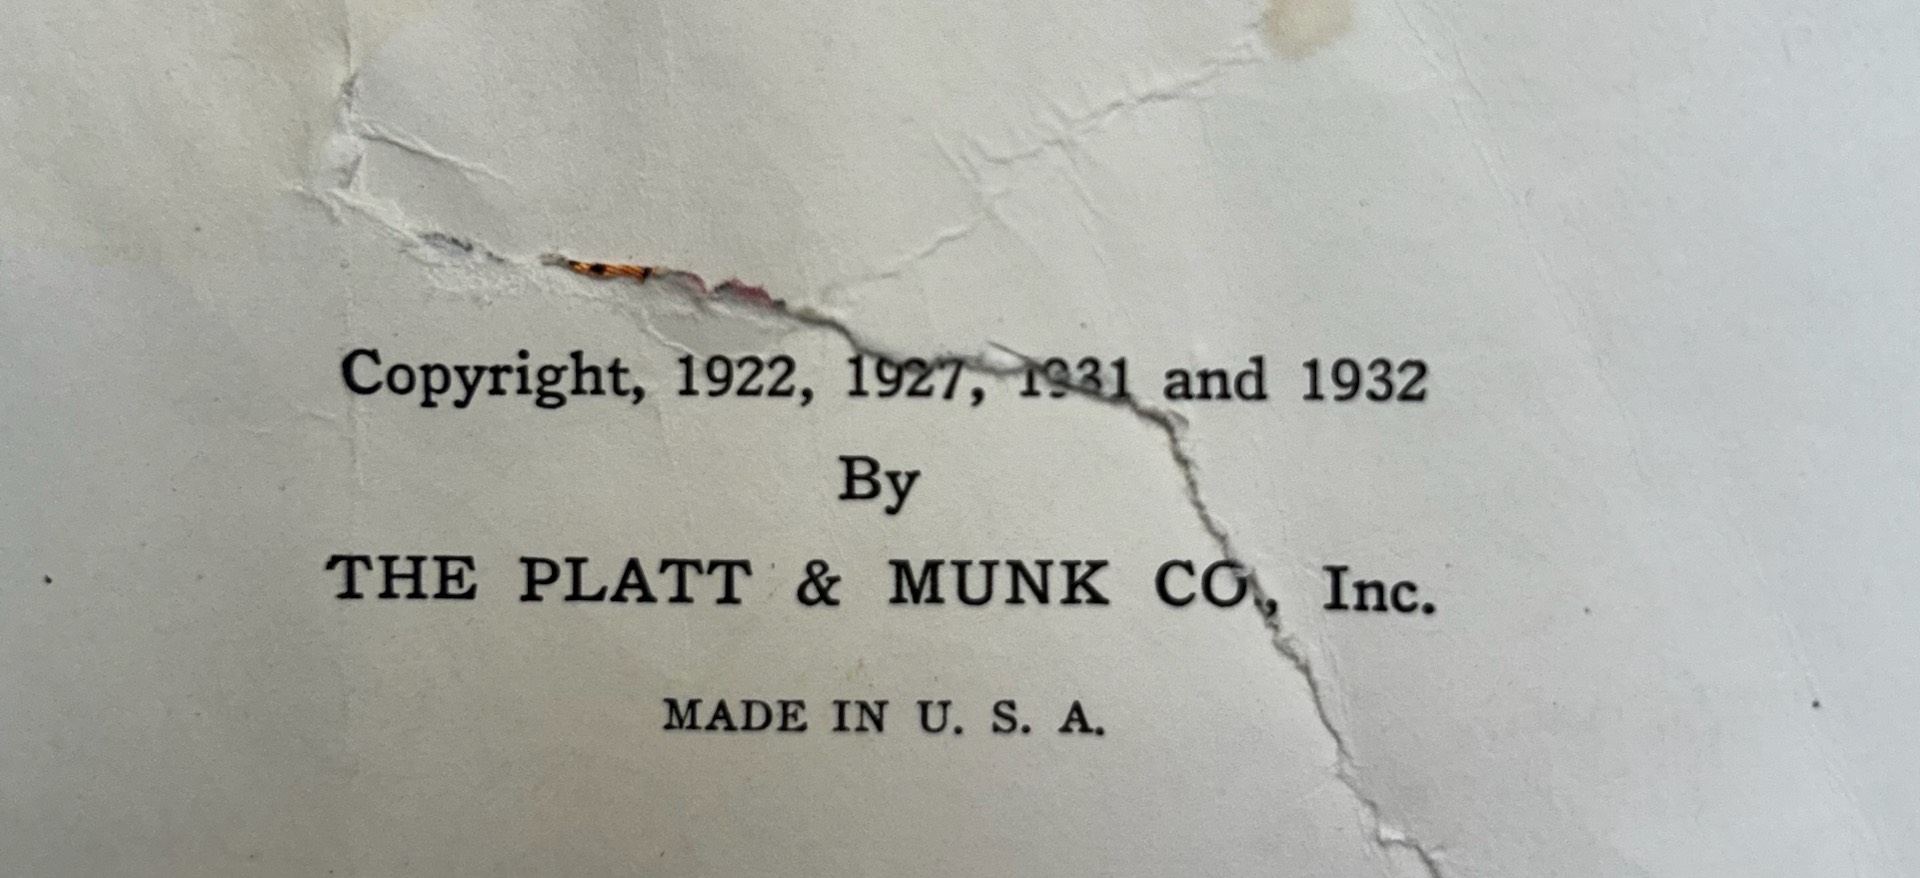 Copyright, 1922, 1927, 1931 and 1932
By
THE PLATT & MUNK CO., Inc.
MADE IN U. S. A.